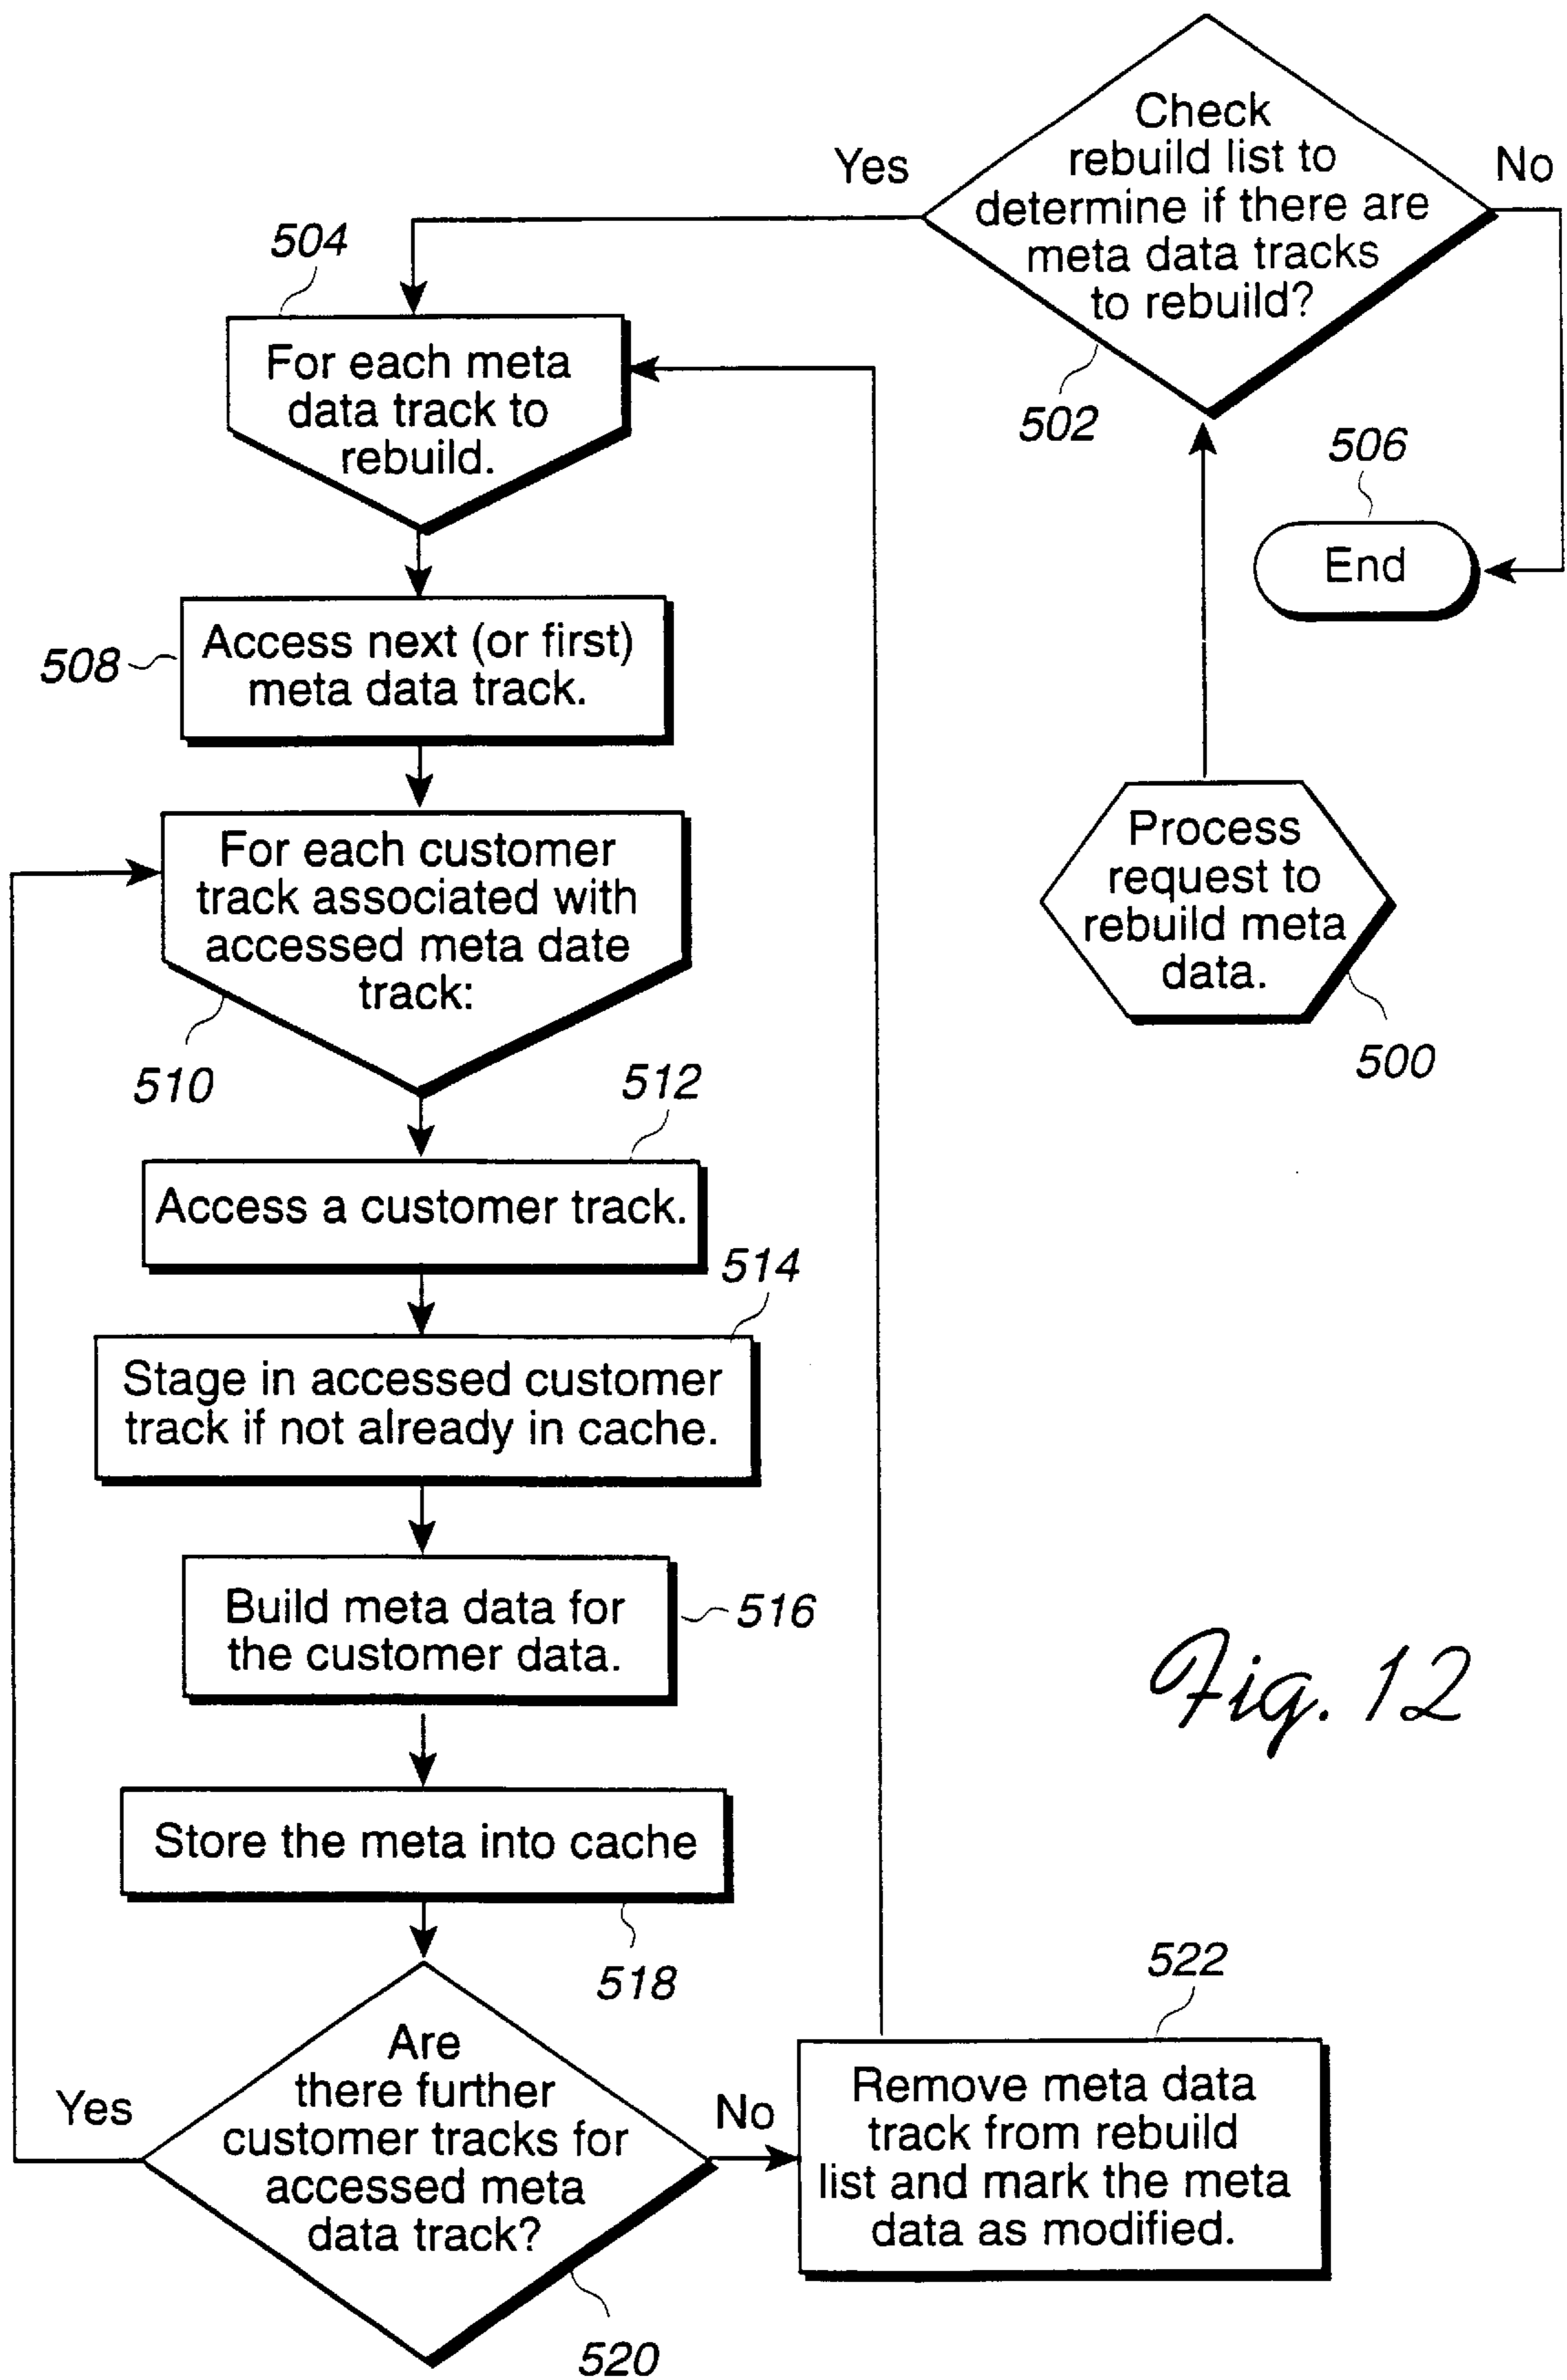 Check
rebuild list to
determine if there are
meta data tracks
to rebuild?
Yes
No
502
504
For each meta
data track to
rebuild.
506
End
508
Access next (or first)
meta data track.
Process
request to
rebuild meta
data.
500
For each customer
track associated with
accessed meta date
track:
510
512
Access a customer track.
514
Stage in accessed customer
track if not already in cache.
Build meta data for
the customer data.
516
Store the meta into cache
518
Are
there further
customer tracks for
accessed meta
data track?
Yes
No
520
522
Remove meta data
track from rebuild
list and mark the meta
data as modified.
Fig. 12